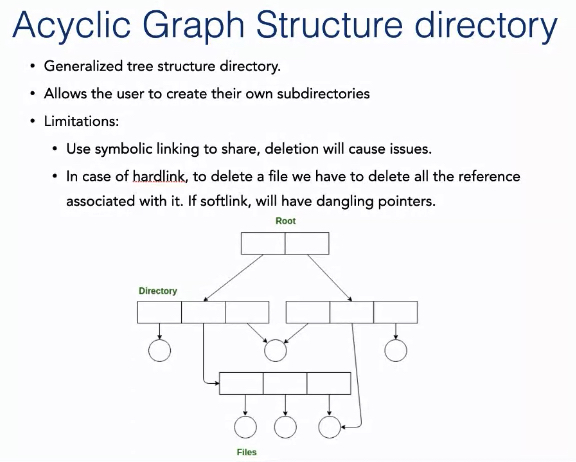 Acyclic Graph Structure directory
• Generalized tree structure directory.
• Allows the user to create their own subdirectories
• Limitations:
• Use symbolic linking to share, deletion will cause issues.
• In case of hardlink, to delete a file we have to delete all the reference
associated with it. If softlink, will have dangling pointers.
Root
Directory
Files